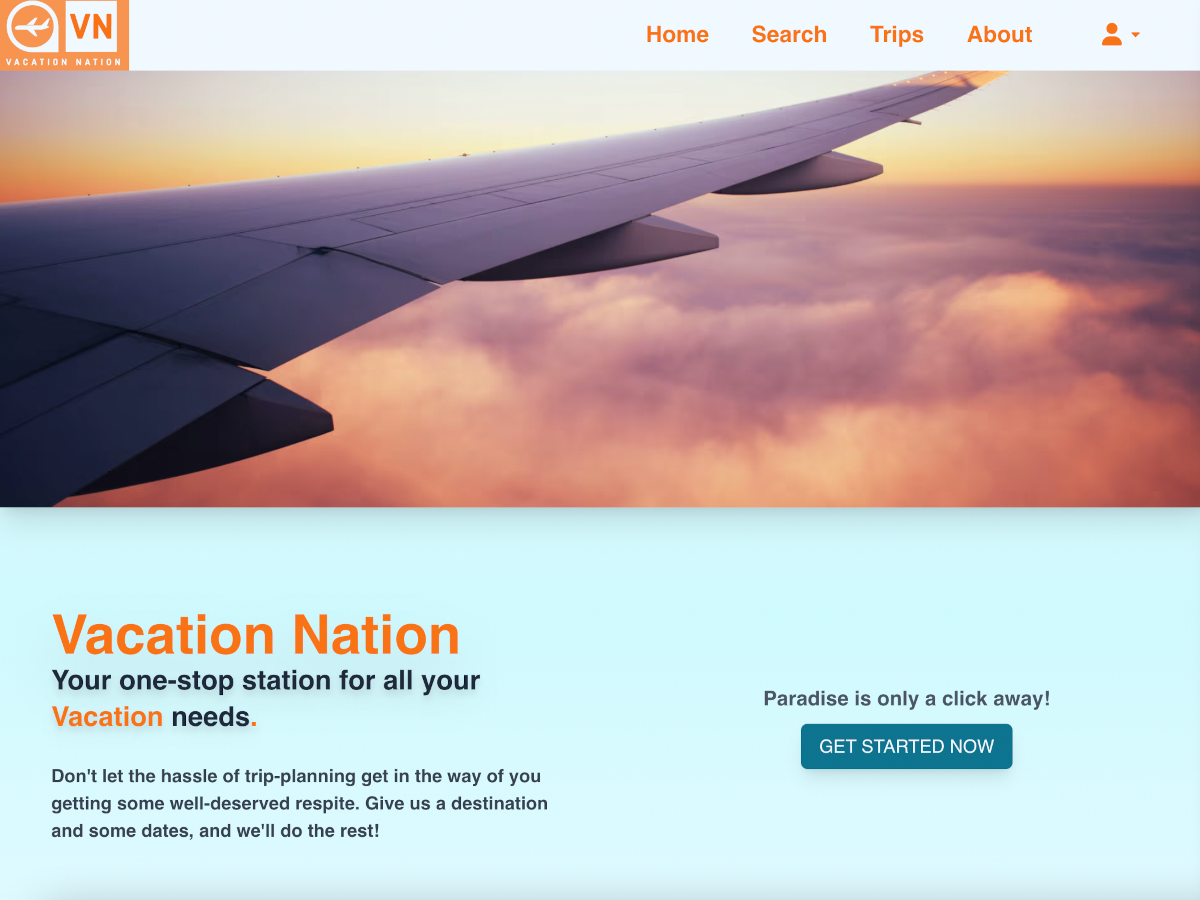 VN
VACATION NATION
Home Search Trips About
Vacation Nation
Your one-stop station for all your
Vacation needs.
Don't let the hassle of trip-planning get in the way of you
getting some well-deserved respite. Give us a destination
and some dates, and we'll do the rest!
Paradise is only a click away!
GET STARTED NOW